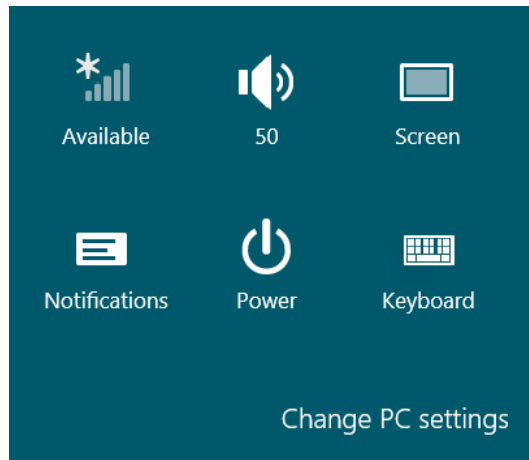 Available
50
Screen
Notifications
Power
Keyboard
Change PC settings